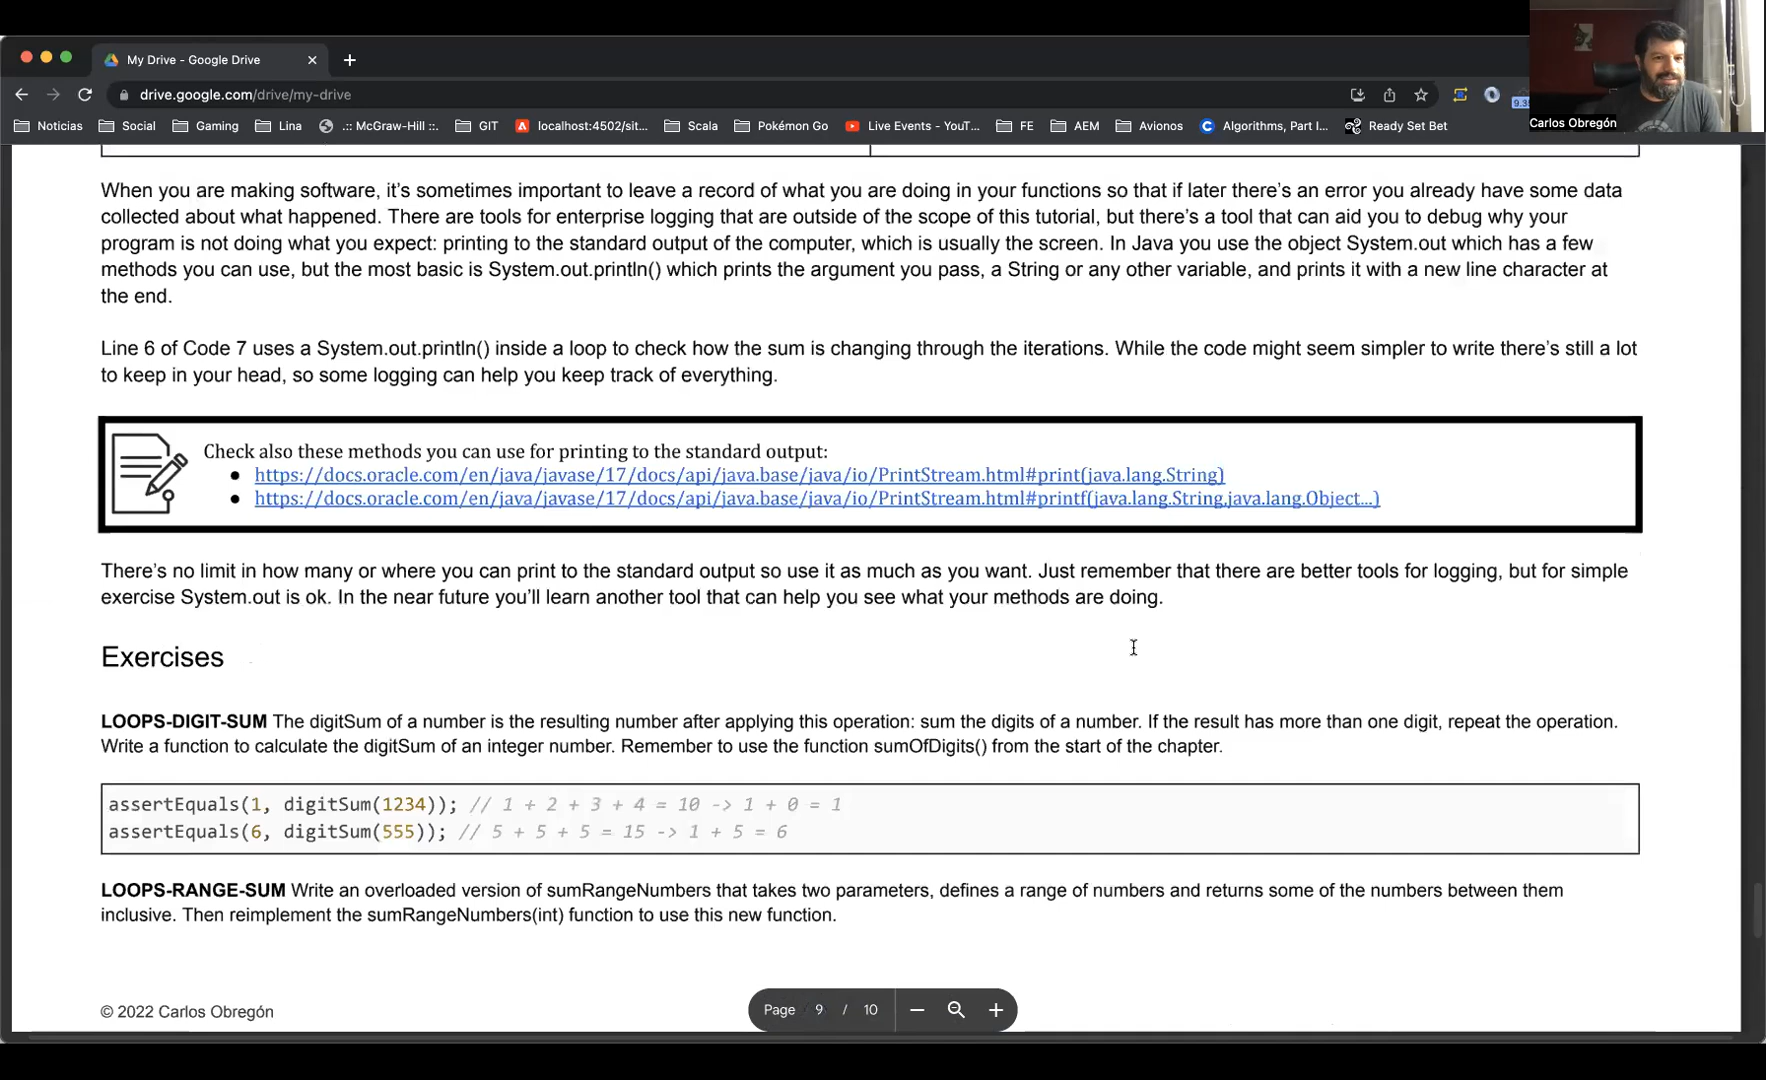 My Drive - Google Drive
drive.google.com/drive/my-drive
Noticias Social Gaming Lina .:: McGraw-Hill ::. GIT localhost:4502/sit... Scala Pokémon Go Live Events - YouT... FE AEM Avionos Algorithms, Part I... Ready Set Bet
Carlos Obregón
When you are making software, it’s sometimes important to leave a record of what you are doing in your functions so that if later there’s an error you already have some data
collected about what happened. There are tools for enterprise logging that are outside of the scope of this tutorial, but there’s a tool that can aid you to debug why your
program is not doing what you expect: printing to the standard output of the computer, which is usually the screen. In Java you use the object System.out which has a few
methods you can use, but the most basic is System.out.println() which prints the argument you pass, a String or any other variable, and prints it with a new line character at
the end.
Line 6 of Code 7 uses a System.out.println() inside a loop to check how the sum is changing through the iterations. While the code might seem simpler to write there’s still a lot
to keep in your head, so some logging can help you keep track of everything.
Check also these methods you can use for printing to the standard output:
● https://docs.oracle.com/en/java/javase/17/docs/api/java.base/java/io/PrintStream.html#print(java.lang.String)
● https://docs.oracle.com/en/java/javase/17/docs/api/java.base/java/io/PrintStream.html#printf(java.lang.String,java.lang.Object...)
There’s no limit in how many or where you can print to the standard output so use it as much as you want. Just remember that there are better tools for logging, but for simple
exercise System.out is ok. In the near future you’ll learn another tool that can help you see what your methods are doing.
Exercises
LOOPS-DIGIT-SUM The digitSum of a number is the resulting number after applying this operation: sum the digits of a number. If the result has more than one digit, repeat the operation.
Write a function to calculate the digitSum of an integer number. Remember to use the function sumOfDigits() from the start of the chapter.
assertEquals(1, digitSum(1234)); // 1 + 2 + 3 + 4 = 10 -> 1 + 0 = 1
assertEquals(6, digitSum(555)); // 5 + 5 + 5 = 15 -> 1 + 5 = 6
LOOPS-RANGE-SUM Write an overloaded version of sumRangeNumbers that takes two parameters, defines a range of numbers and returns some of the numbers between them
inclusive. Then reimplement the sumRangeNumbers(int) function to use this new function.
© 2022 Carlos Obregón
Page 9 / 10